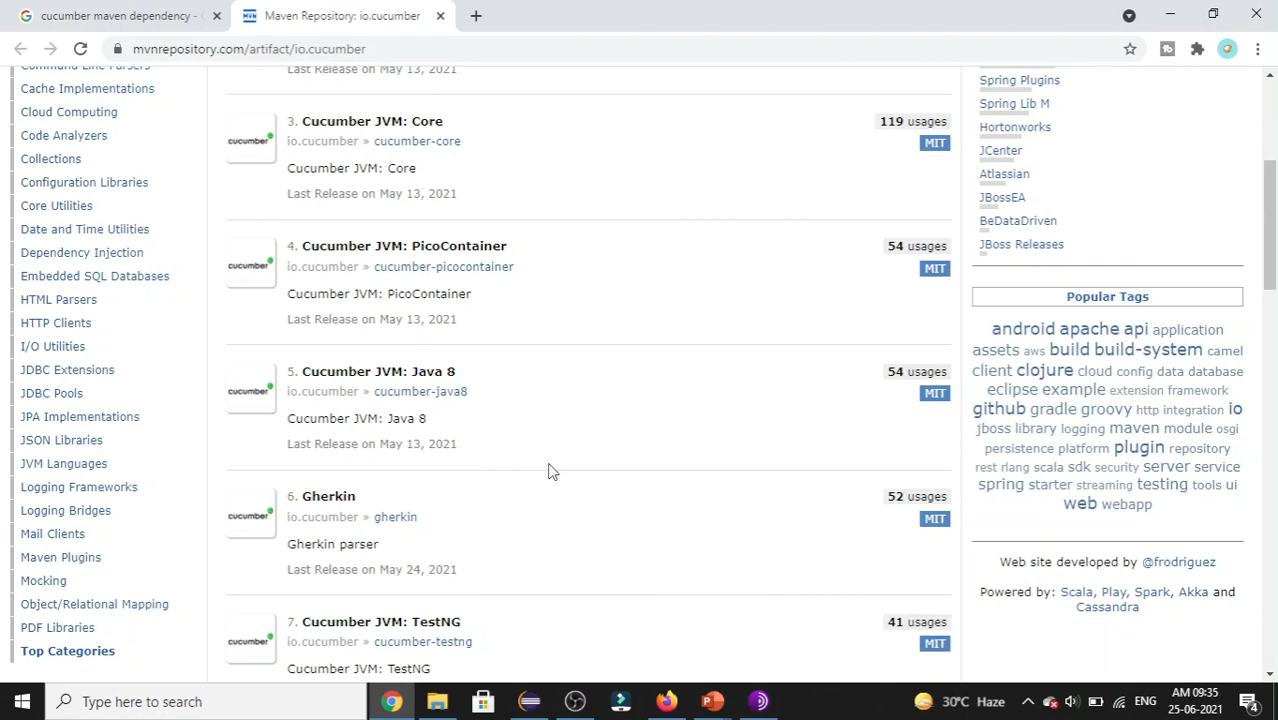 cucumber maven dependency -
Maven Repository: io.cucumber
mvnrepository.com/artifact/io.cucumber
Command Line Parsers
Cache Implementations
Cloud Computing
Code Analyzers
Collections
Configuration Libraries
Core Utilities
Date and Time Utilities
Dependency Injection
Embedded SQL Databases
HTML Parsers
HTTP Clients
I/O Utilities
JDBC Extensions
JDBC Pools
JPA Implementations
JSON Libraries
JVM Languages
Logging Frameworks
Logging Bridges
Mail Clients
Maven Plugins
Mocking
Object/Relational Mapping
PDF Libraries
Top Categories
Last Release on May 13, 2021
cucumber
3. Cucumber JVM: Core
119 usages
io.cucumber » cucumber-core
MIT
Cucumber JVM: Core
Last Release on May 13, 2021
cucumber
4. Cucumber JVM: PicoContainer
54 usages
io.cucumber » cucumber-picocontainer
MIT
Cucumber JVM: PicoContainer
Last Release on May 13, 2021
cucumber
5. Cucumber JVM: Java 8
54 usages
io.cucumber » cucumber-java8
MIT
Cucumber JVM: Java 8
Last Release on May 13, 2021
cucumber
6. Gherkin
52 usages
io.cucumber » gherkin
MIT
Gherkin parser
Last Release on May 24, 2021
cucumber
7. Cucumber JVM: TestNG
41 usages
io.cucumber » cucumber-testng
MIT
Cucumber JVM: TestNG
Spring Plugins
Spring Lib M
Hortonworks
JCenter
Atlassian
JBossEA
BeDataDriven
JBoss Releases
Popular Tags
android apache api application
assets aws build build-system camel
client clojure cloud config data database
eclipse example extension framework
github gradle groovy http integration io
jboss library logging maven module osgi
persistence platform plugin repository
rest rlang scala sdk security server service
spring starter streaming testing tools ui
web webapp
Web site developed by @frodriguez
Powered by: Scala, Play, Spark, Akka and
Cassandra
Type here to search
30°C Haze
ENG
AM 09:35
25-06-2021
4